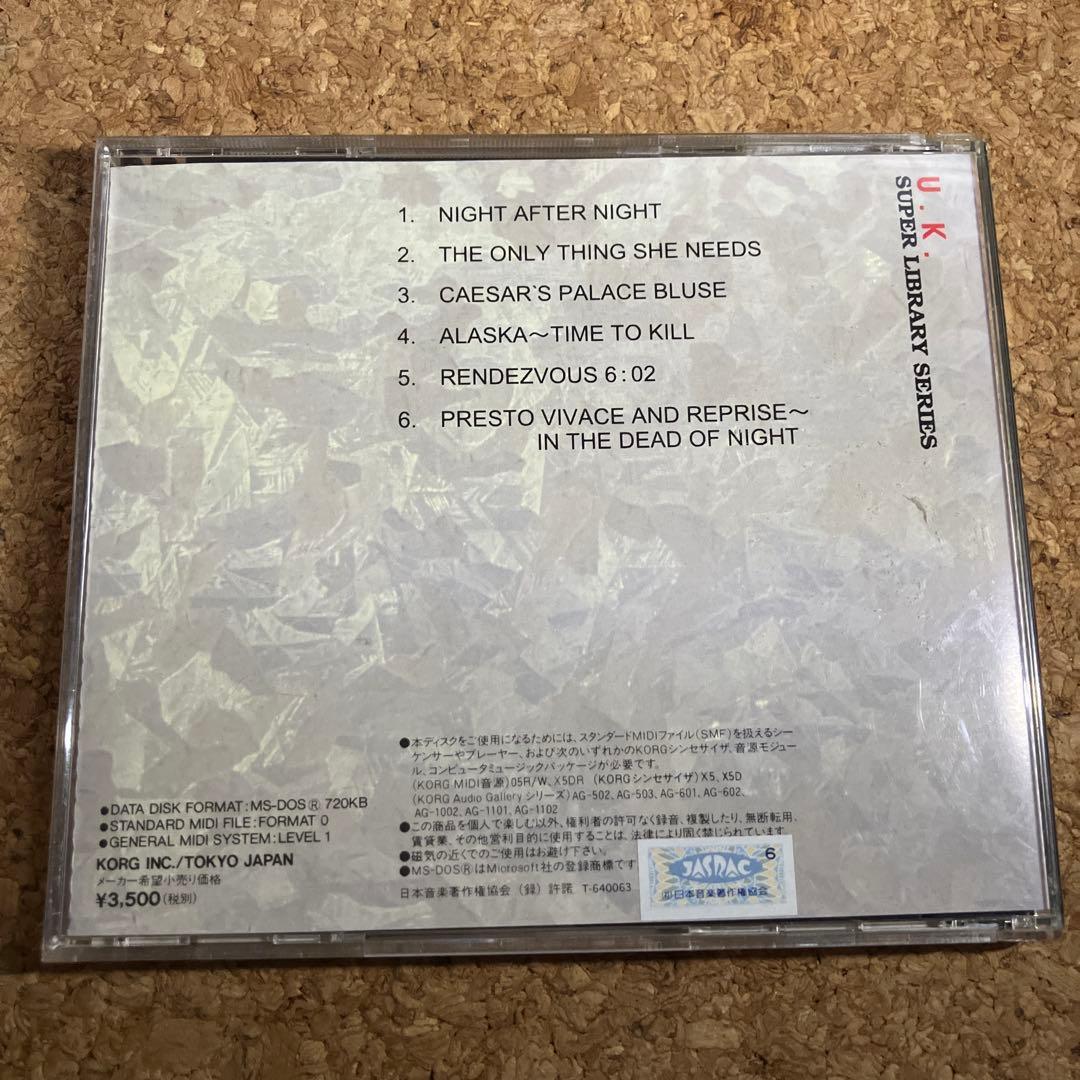 U.K.
SUPER LIBRARY SERIES
1. NIGHT AFTER NIGHT
2. THE ONLY THING SHE NEEDS
3. CAESAR`S PALACE BLUSE
4. ALASKA〜TIME TO KILL
5. RENDEZVOUS 6:02
6. PRESTO VIVACE AND REPRISE〜
IN THE DEAD OF NIGHT
●DATA DISK FORMAT:MS-DOS® 720KB
●STANDARD MIDI FILE:FORMAT 0
●GENERAL MIDI SYSTEM:LEVEL 1
KORG INC./TOKYO JAPAN
メーカー希望小売り価格
¥3,500(税別)
●本ディスクをご使用になるためには、スタンダードMIDIファイル(SMF)を扱えるシー
ケンサーやプレーヤー、および次のいずれかのKORGシンセサイザ、音源モジュー
ル、コンピュータミュージックパッケージが必要です。
(KORG MIDI音源)05R/W、X5DR (KORGシンセサイザ)X5、X5D
(KORG Audio Gallery シリーズ)AG-502、AG-503、AG-601、AG-602、
AG-1002、AG-1101、AG-1102
●この商品を個人で楽しむ以外、権利者の許可なく録音、複製したり、無断転用、
賃貸業、その他営利目的に使用することは、法律により固く禁じられています。
●磁気の近くでのご使用はお避け下さい。
●MS-DOS®はMicrosoft社の登録商標です
日本音楽著作権協会(録)許諾 T-640063
6
JASRAC
㈳日本音楽著作権協会